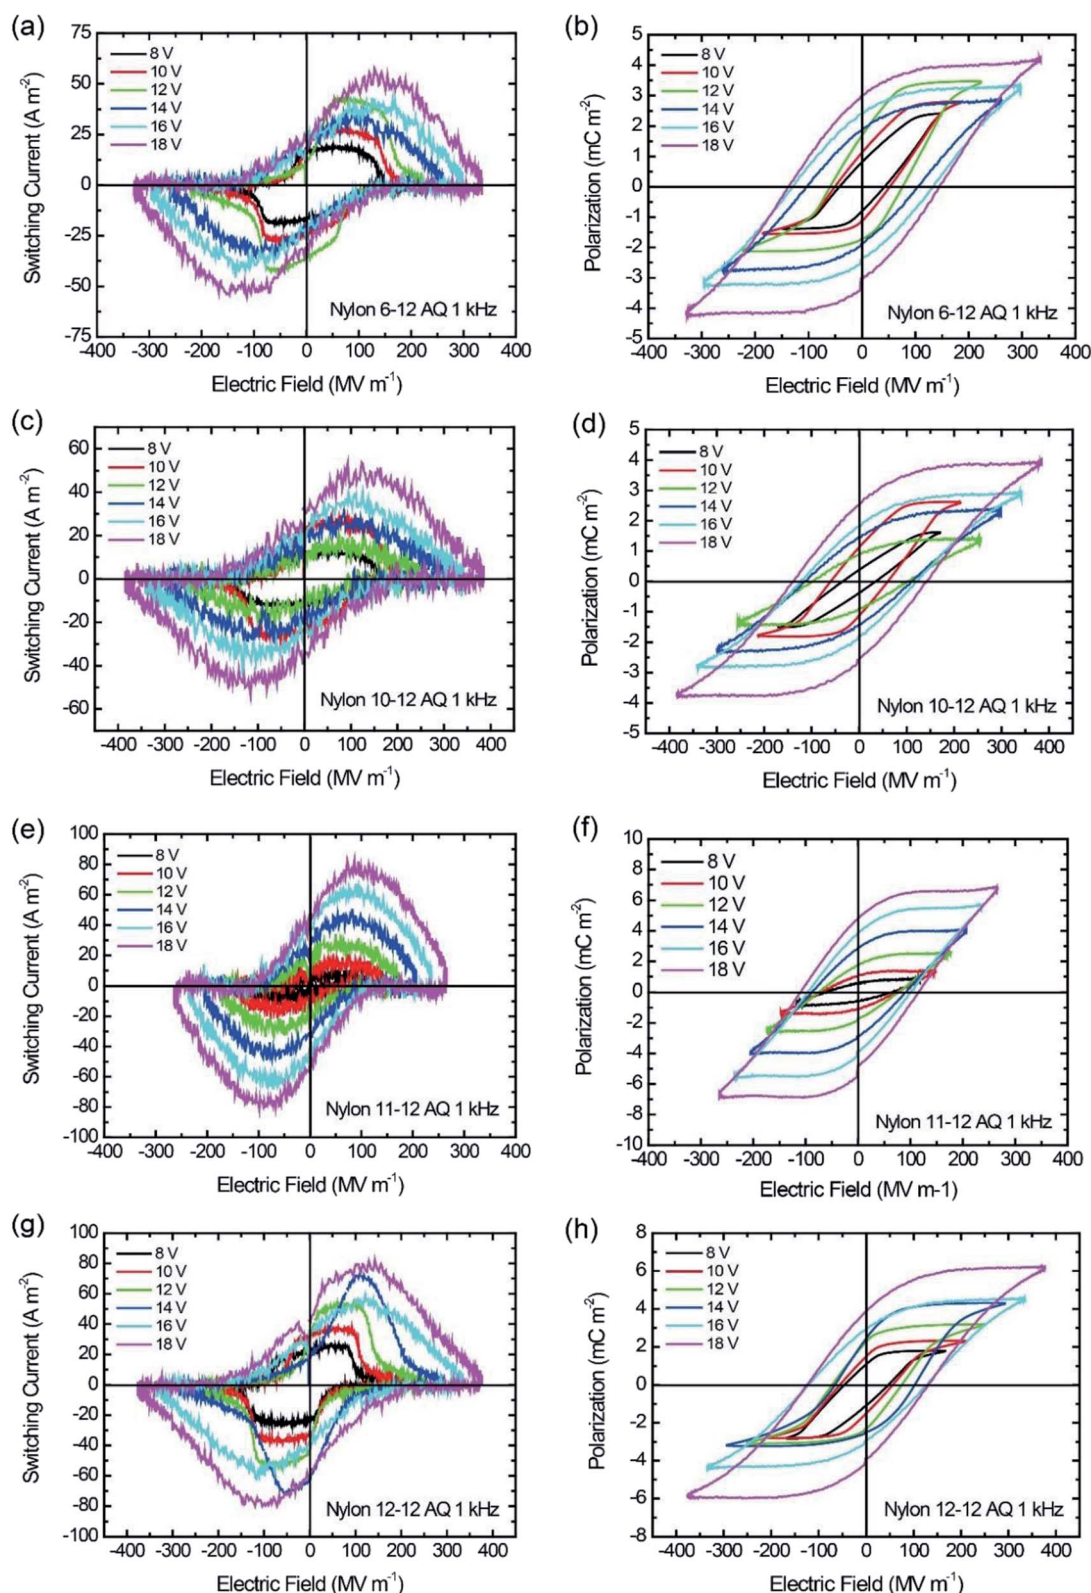 (a)
75
50
25
0
-25
-50
-75
Switching Current (A m⁻²)
8 V
10 V
12 V
14 V
16 V
18 V
Nylon 6-12 AQ 1 kHz
-400 -300 -200 -100 0 100 200 300 400
Electric Field (MV m⁻¹)
(b)
5
4
3
2
1
0
-1
-2
-3
-4
-5
Polarization (mC m⁻²)
8 V
10 V
12 V
14 V
16 V
18 V
Nylon 6-12 AQ 1 kHz
-400 -300 -200 -100 0 100 200 300 400
Electric Field (MV m⁻¹)
(c)
60
40
20
0
-20
-40
-60
Switching Current (A m⁻²)
8 V
10 V
12 V
14 V
16 V
18 V
Nylon 10-12 AQ 1 kHz
-400 -300 -200 -100 0 100 200 300 400
Electric Field (MV m⁻¹)
(d)
5
4
3
2
1
0
-1
-2
-3
-4
-5
Polarization (mC m⁻²)
8 V
10 V
12 V
14 V
16 V
18 V
Nylon 10-12 AQ 1 kHz
-400 -300 -200 -100 0 100 200 300 400
Electric Field (MV m⁻¹)
(e)
100
80
60
40
20
0
-20
-40
-60
-80
-100
Switching Current (A m⁻²)
8 V
10 V
12 V
14 V
16 V
18 V
Nylon 11-12 AQ 1 kHz
-400 -300 -200 -100 0 100 200 300 400
Electric Field (MV m⁻¹)
(f)
10
8
6
4
2
0
-2
-4
-6
-8
-10
Polarization (mC m⁻²)
8 V
10 V
12 V
14 V
16 V
18 V
Nylon 11-12 AQ 1 kHz
-400 -300 -200 -100 0 100 200 300 400
Electric Field (MV m-1)
(g)
100
80
60
40
20
0
-20
-40
-60
-80
-100
Switching Current (A m⁻²)
8 V
10 V
12 V
14 V
16 V
18 V
Nylon 12-12 AQ 1 kHz
-400 -300 -200 -100 0 100 200 300 400
Electric Field (MV m⁻¹)
(h)
8
6
4
2
0
-2
-4
-6
-8
Polarization (mC m⁻²)
8 V
10 V
12 V
14 V
16 V
18 V
Nylon 12-12 AQ 1 kHz
-400 -300 -200 -100 0 100 200 300 400
Electric Field (MV m⁻¹)